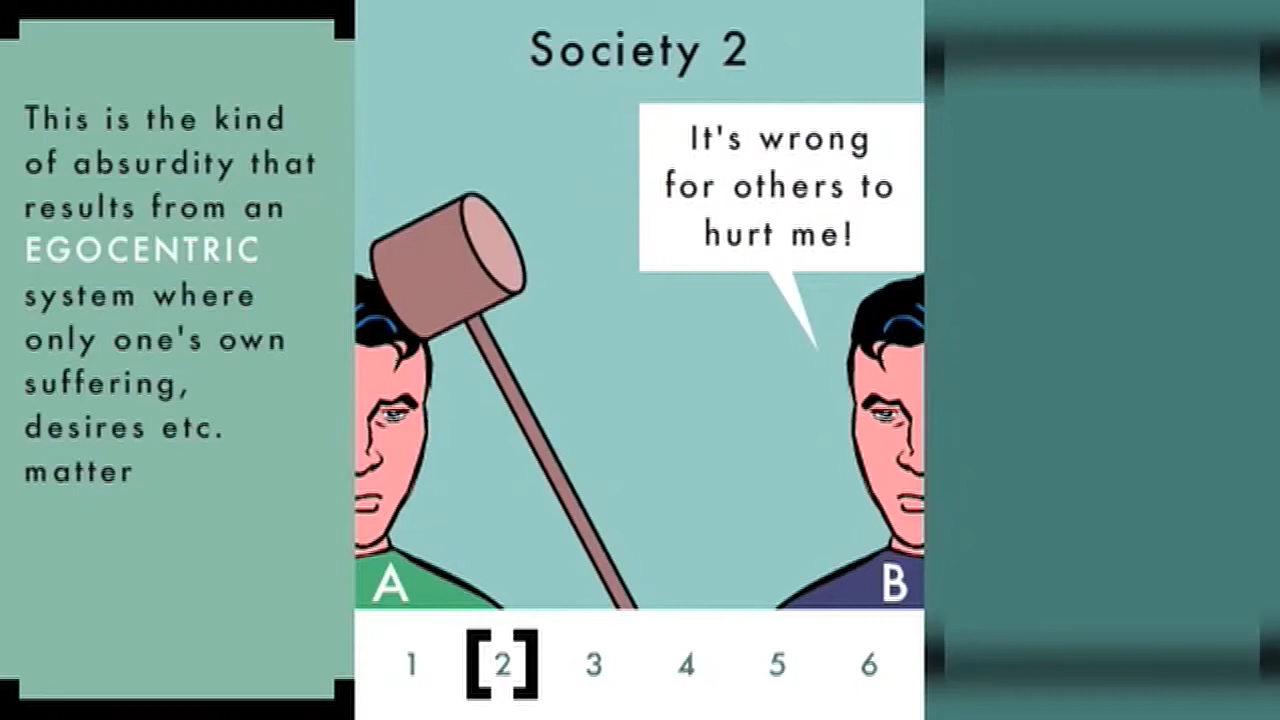 Society 2
This is the kind
of absurdity that
results from an
EGOCENTRIC
system where
only one's own
suffering,
desires etc.
matter
It's wrong
for others to
hurt me!
A
B
1 [2] 3 4 5 6